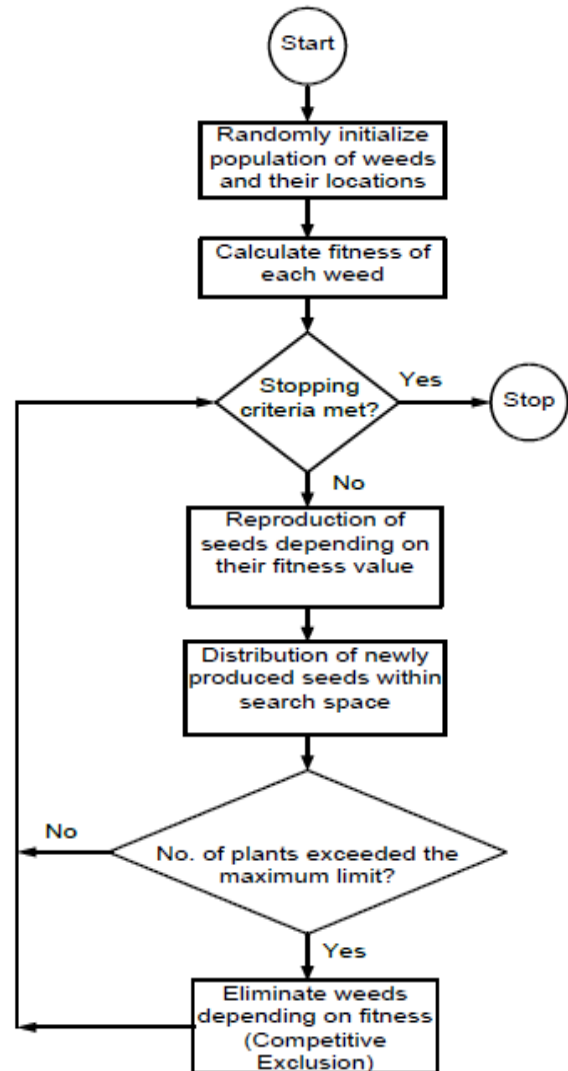 Start
Randomly initialize
population of weeds
and their locations
Calculate fitness of
each weed
Stopping
criteria met?
Yes
Stop
No
Reproduction of
seeds depending on
their fitness value
Distribution of newly
produced seeds within
search space
No
No. of plants exceeded the
maximum limit?
Yes
Eliminate weeds
depending on fitness
(Competitive
Exclusion)